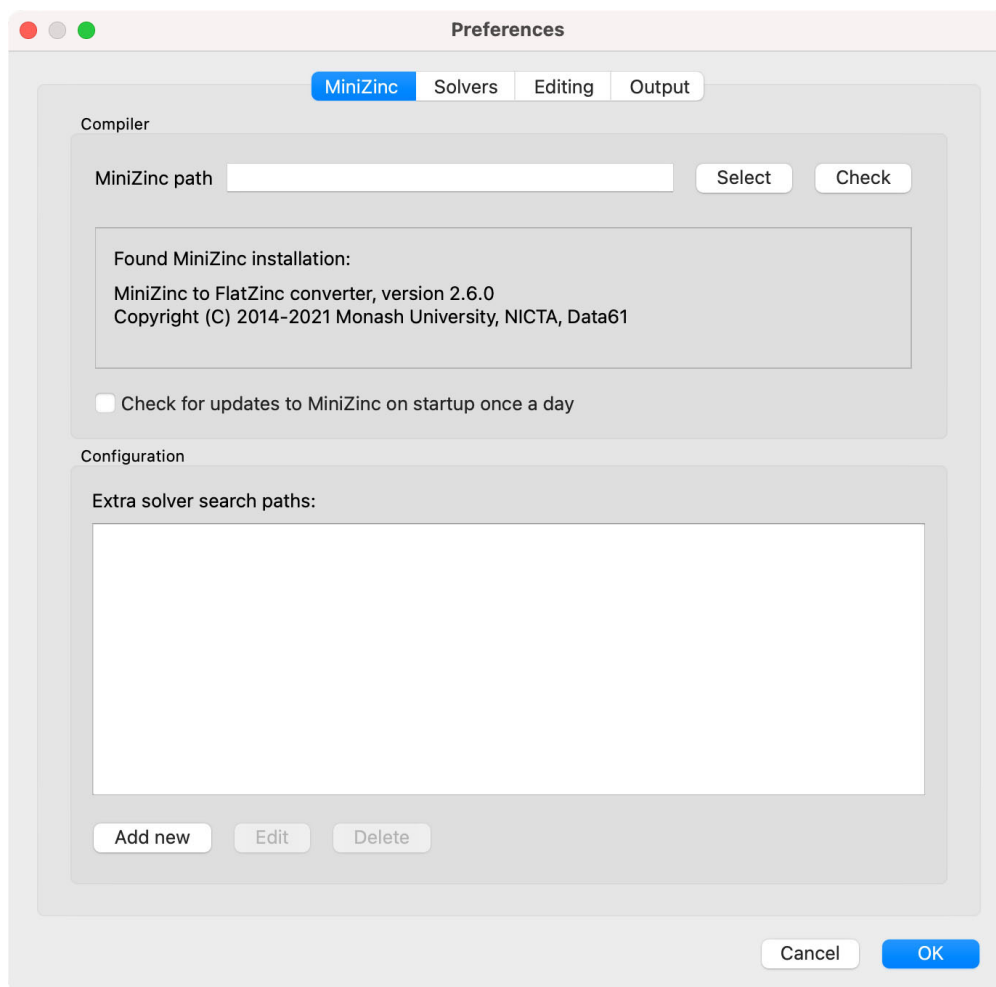 Preferences
MiniZinc Solvers Editing Output
Compiler
MiniZinc path Select Check
Found MiniZinc installation:
MiniZinc to FlatZinc converter, version 2.6.0
Copyright (C) 2014-2021 Monash University, NICTA, Data61
Check for updates to MiniZinc on startup once a day
Configuration
Extra solver search paths:
Add new Edit Delete
Cancel OK